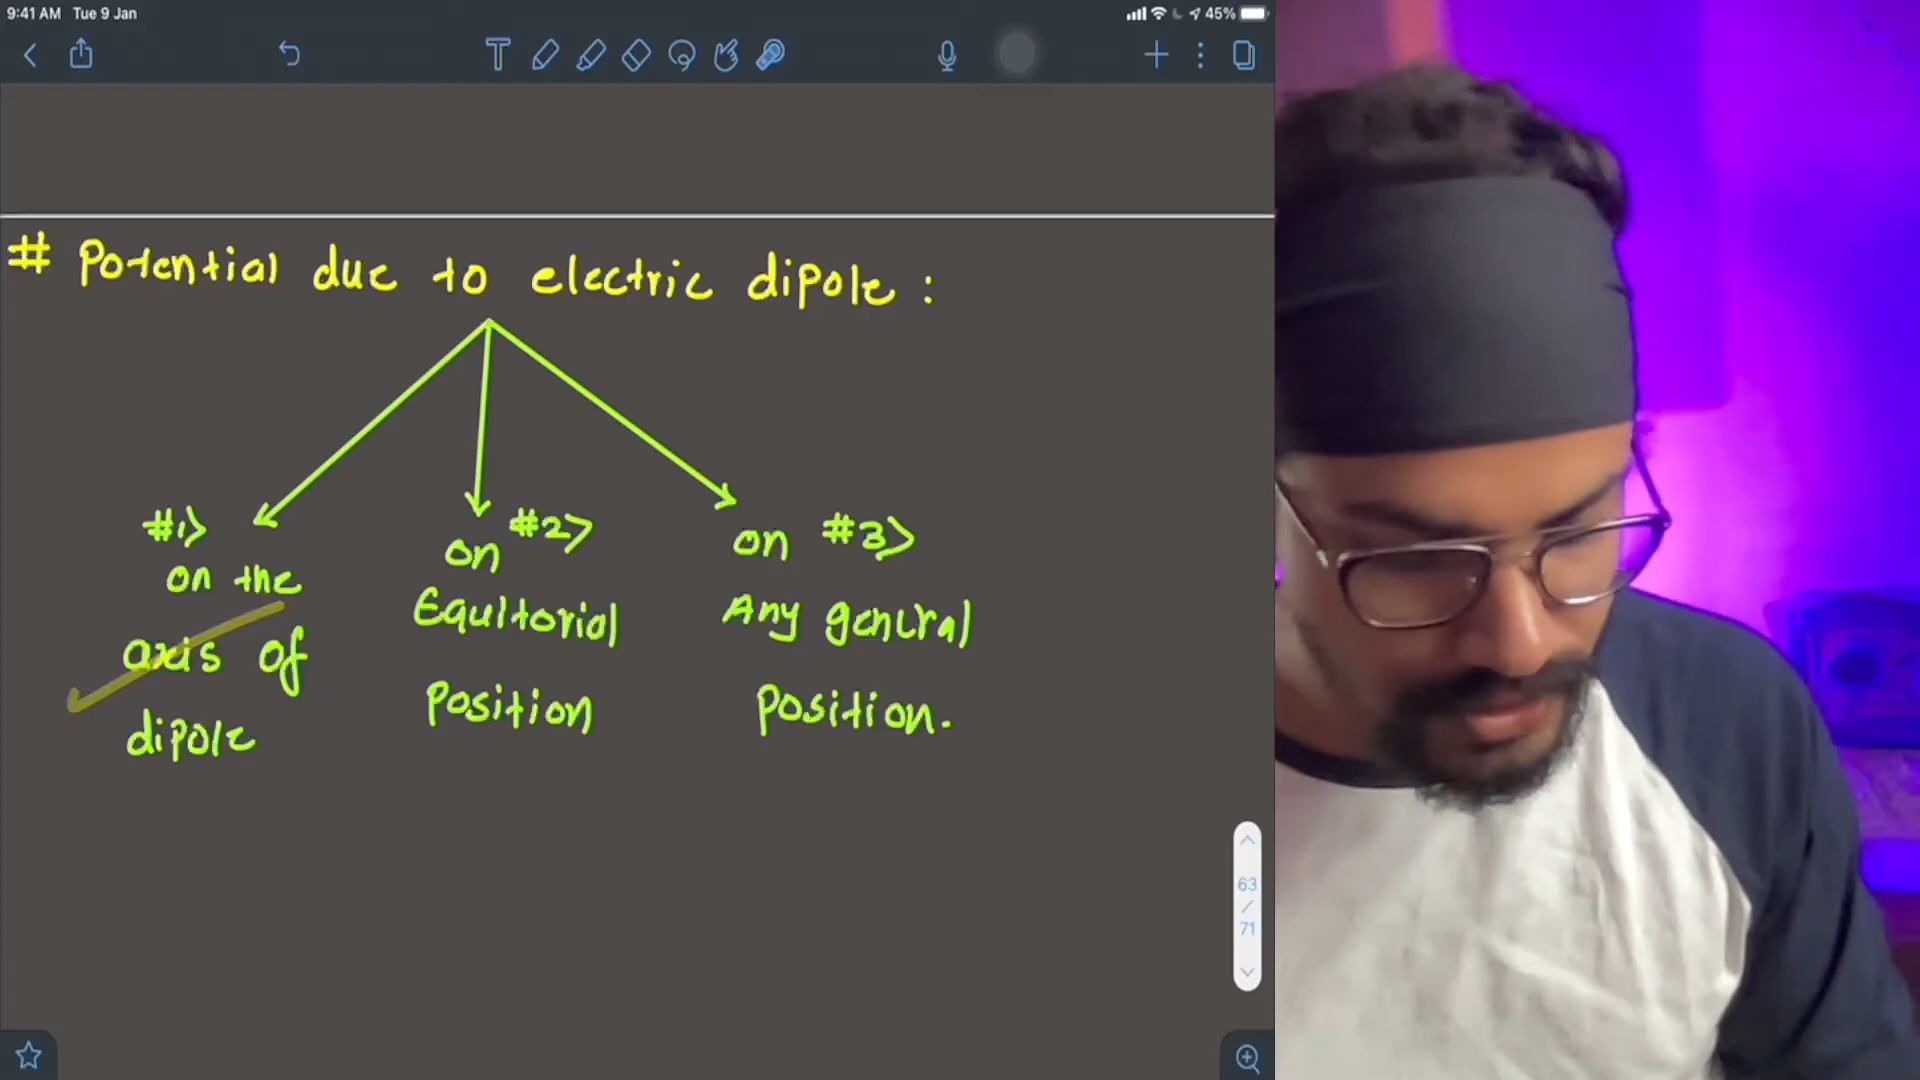 9:41 AM Tue 9 Jan
45%
# Potential due to electric dipole :
#1>
on the
axis of
dipole
#2>
on
Equitorial
Position
on #3>
Any general
Position.
63
/
71